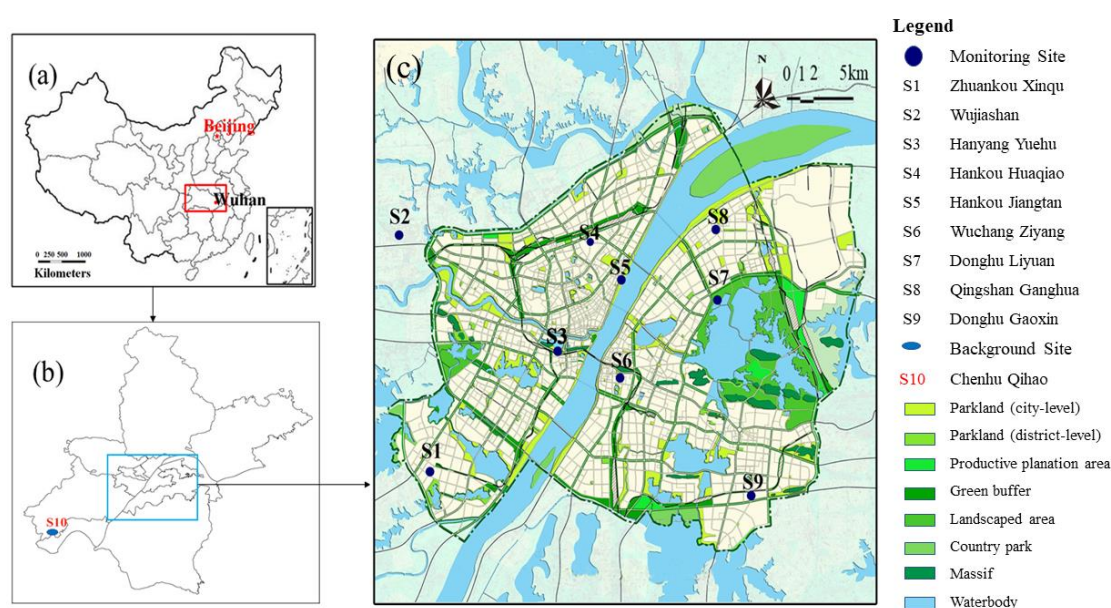 (a)
Beijing
Wuhan
0 250 500 1000
Kilometers
(b)
S10
(c)
N
0 1 2 5km
S2
S8
S4
S5
S7
S3
S6
S1
S9
Legend
Monitoring Site
S1 Zhuankou Xinqu
S2 Wujiashan
S3 Hanyang Yuehu
S4 Hankou Huaqiao
S5 Hankou Jiangtan
S6 Wuchang Ziyang
S7 Donghu Liyuan
S8 Qingshan Ganghua
S9 Donghu Gaoxin
Background Site
S10 Chenhu Qihao
Parkland (city-level)
Parkland (district-level)
Productive planation area
Green buffer
Landscaped area
Country park
Massif
Waterbody